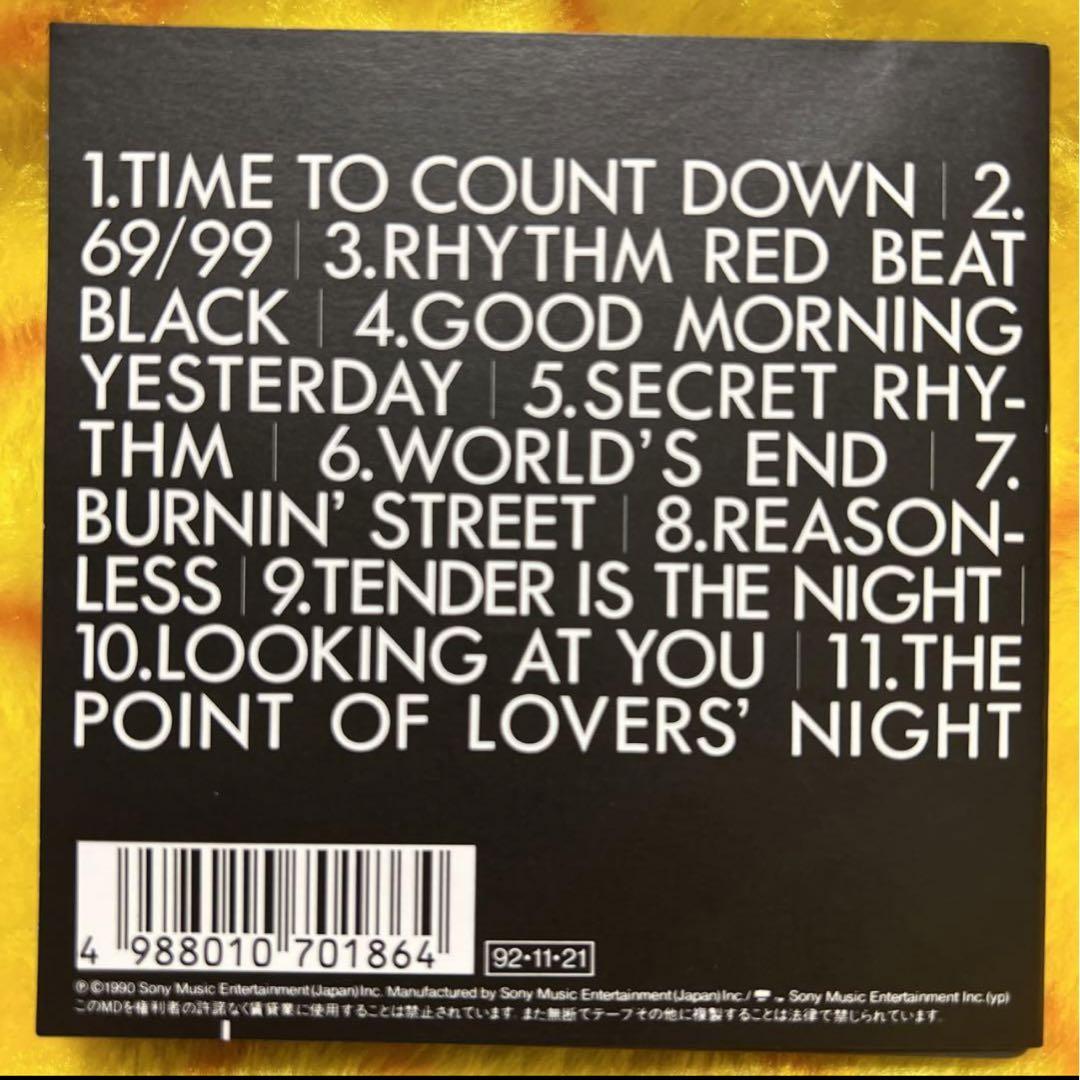 1.TIME TO COUNT DOWN | 2.
69/99 | 3.RHYTHM RED BEAT
BLACK | 4.GOOD MORNING
YESTERDAY | 5.SECRET RHY-
THM | 6.WORLD'S END | 7.
BURNIN' STREET | 8.REASON-
LESS | 9.TENDER IS THE NIGHT |
10.LOOKING AT YOU | 11.THE
POINT OF LOVERS' NIGHT
4 988010 701864
92•11•21
Ⓟ©1990 Sony Music Entertainment(Japan)Inc. Manufactured by Sony Music Entertainment(Japan)Inc./ Sony Music Entertainment Inc.(yp)
このMDを権利者の許諾なく賃貸業に使用することは禁止されています. また無断でテープその他に複製することは法律で禁じられています.